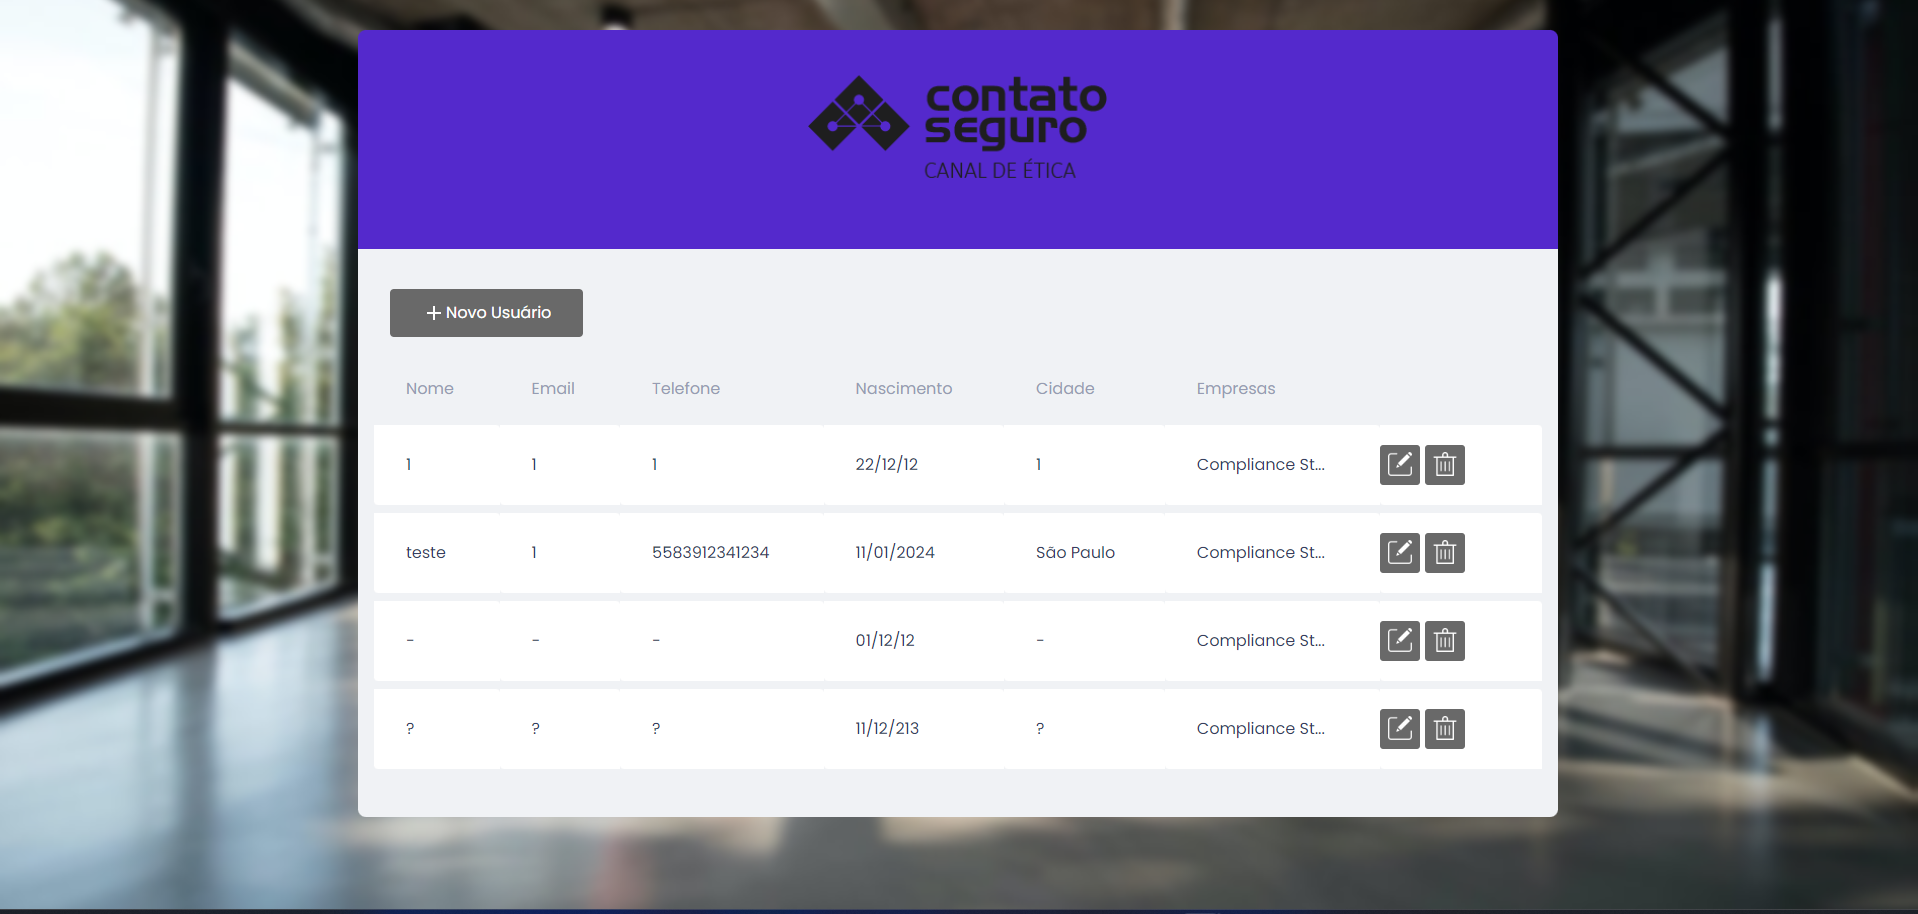 contato
seguro
CANAL DE ÉTICA
+ Novo Usuário
Nome Email Telefone Nascimento Cidade Empresas
1 1 1 22/12/12 1 Compliance St...
teste 1 5583912341234 11/01/2024 São Paulo Compliance St...
- - - 01/12/12 - Compliance St...
? ? ? 11/12/213 ? Compliance St...